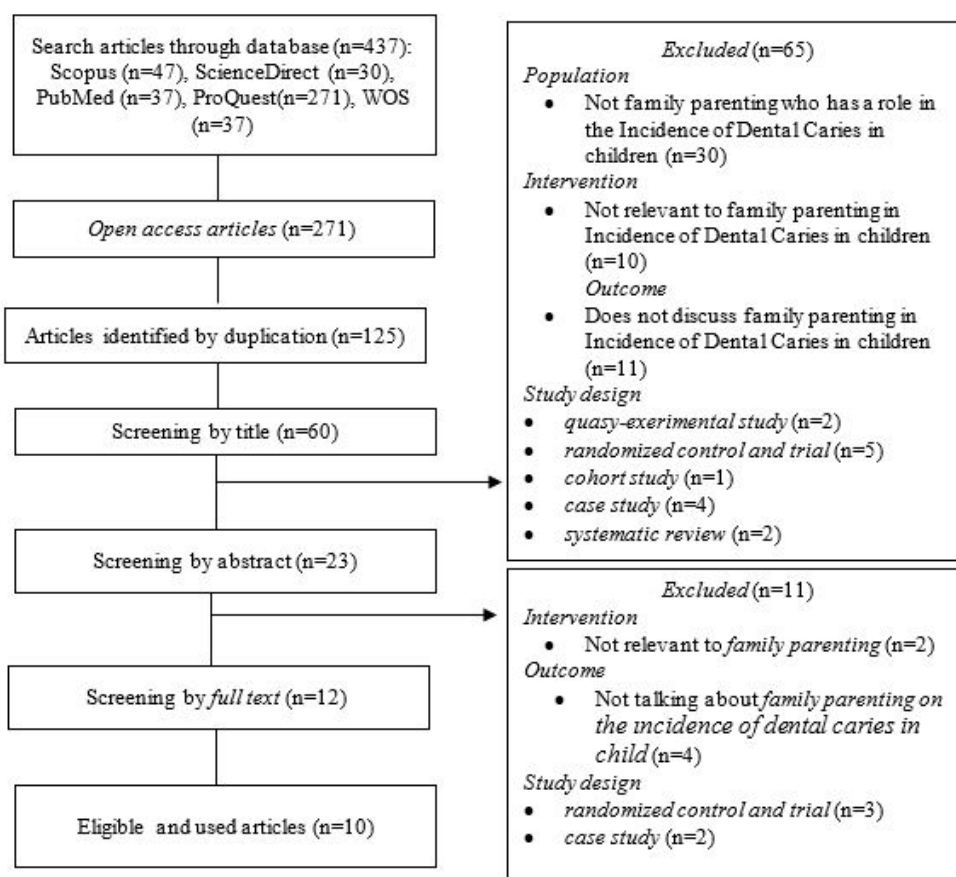 Search articles through database (n=437):
Scopus (n=47), ScienceDirect (n=30),
PubMed (n=37), ProQuest(n=271), WOS
(n=37)
Open access articles (n=271)
Articles identified by duplication (n=125)
Screening by title (n=60)
Screening by abstract (n=23)
Screening by full text (n=12)
Eligible and used articles (n=10)
Excluded (n=65)
Population
• Not family parenting who has a role in
the Incidence of Dental Caries in
children (n=30)
Intervention
• Not relevant to family parenting in
Incidence of Dental Caries in children
(n=10)
Outcome
• Does not discuss family parenting in
Incidence of Dental Caries in children
(n=11)
Study design
• quasy-exerimental study (n=2)
• randomized control and trial (n=5)
• cohort study (n=1)
• case study (n=4)
• systematic review (n=2)
Excluded (n=11)
Intervention
• Not relevant to family parenting (n=2)
Outcome
• Not talking about family parenting on
the incidence of dental caries in
child (n=4)
Study design
• randomized control and trial (n=3)
• case study (n=2)